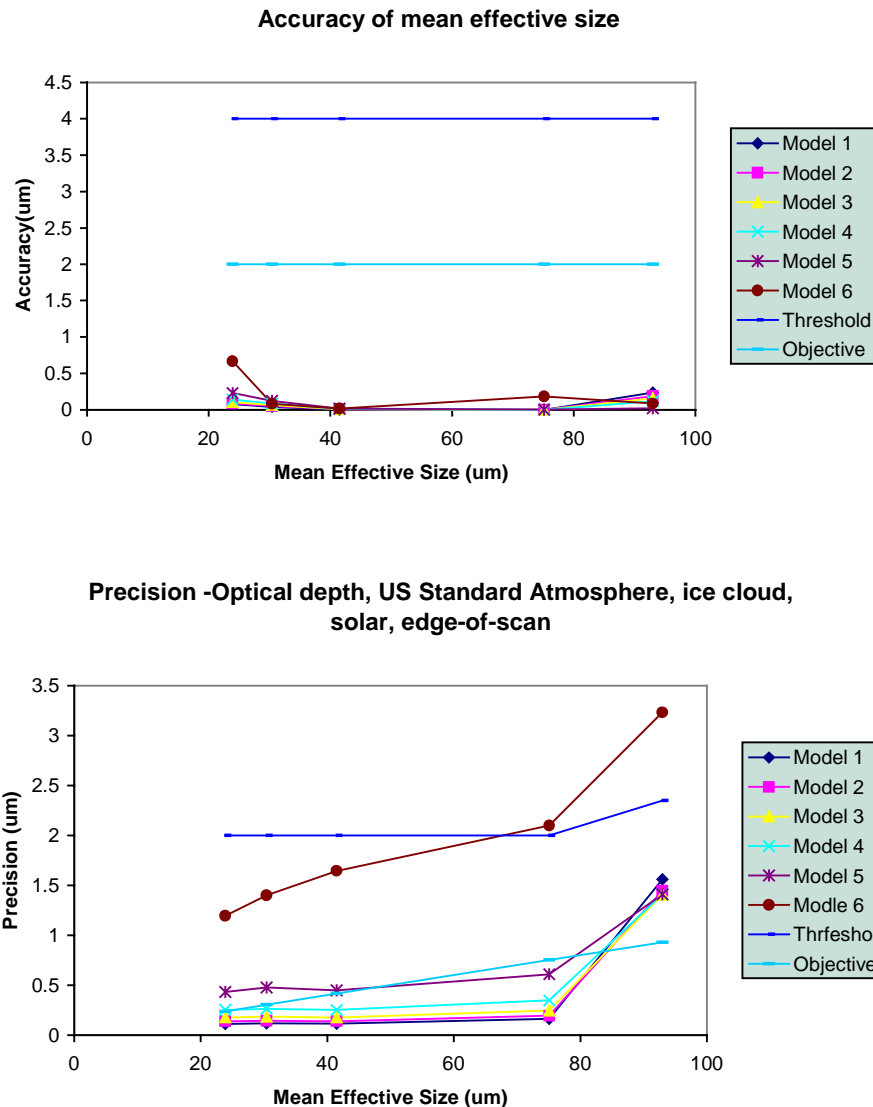 Accuracy of mean effective size
4.5
4
3.5
3
2.5
2
1.5
1
0.5
0
Accuracy(um)
0
20
40
60
80
100
Mean Effective Size (um)
Model 1
Model 2
Model 3
Model 4
Model 5
Model 6
Threshold
Objective
Precision -Optical depth, US Standard Atmosphere, ice cloud,
solar, edge-of-scan
3.5
3
2.5
2
1.5
1
0.5
0
Precision (um)
0
20
40
60
80
100
Mean Effective Size (um)
Model 1
Model 2
Model 3
Model 4
Model 5
Modle 6
Thrfeshol
Objective